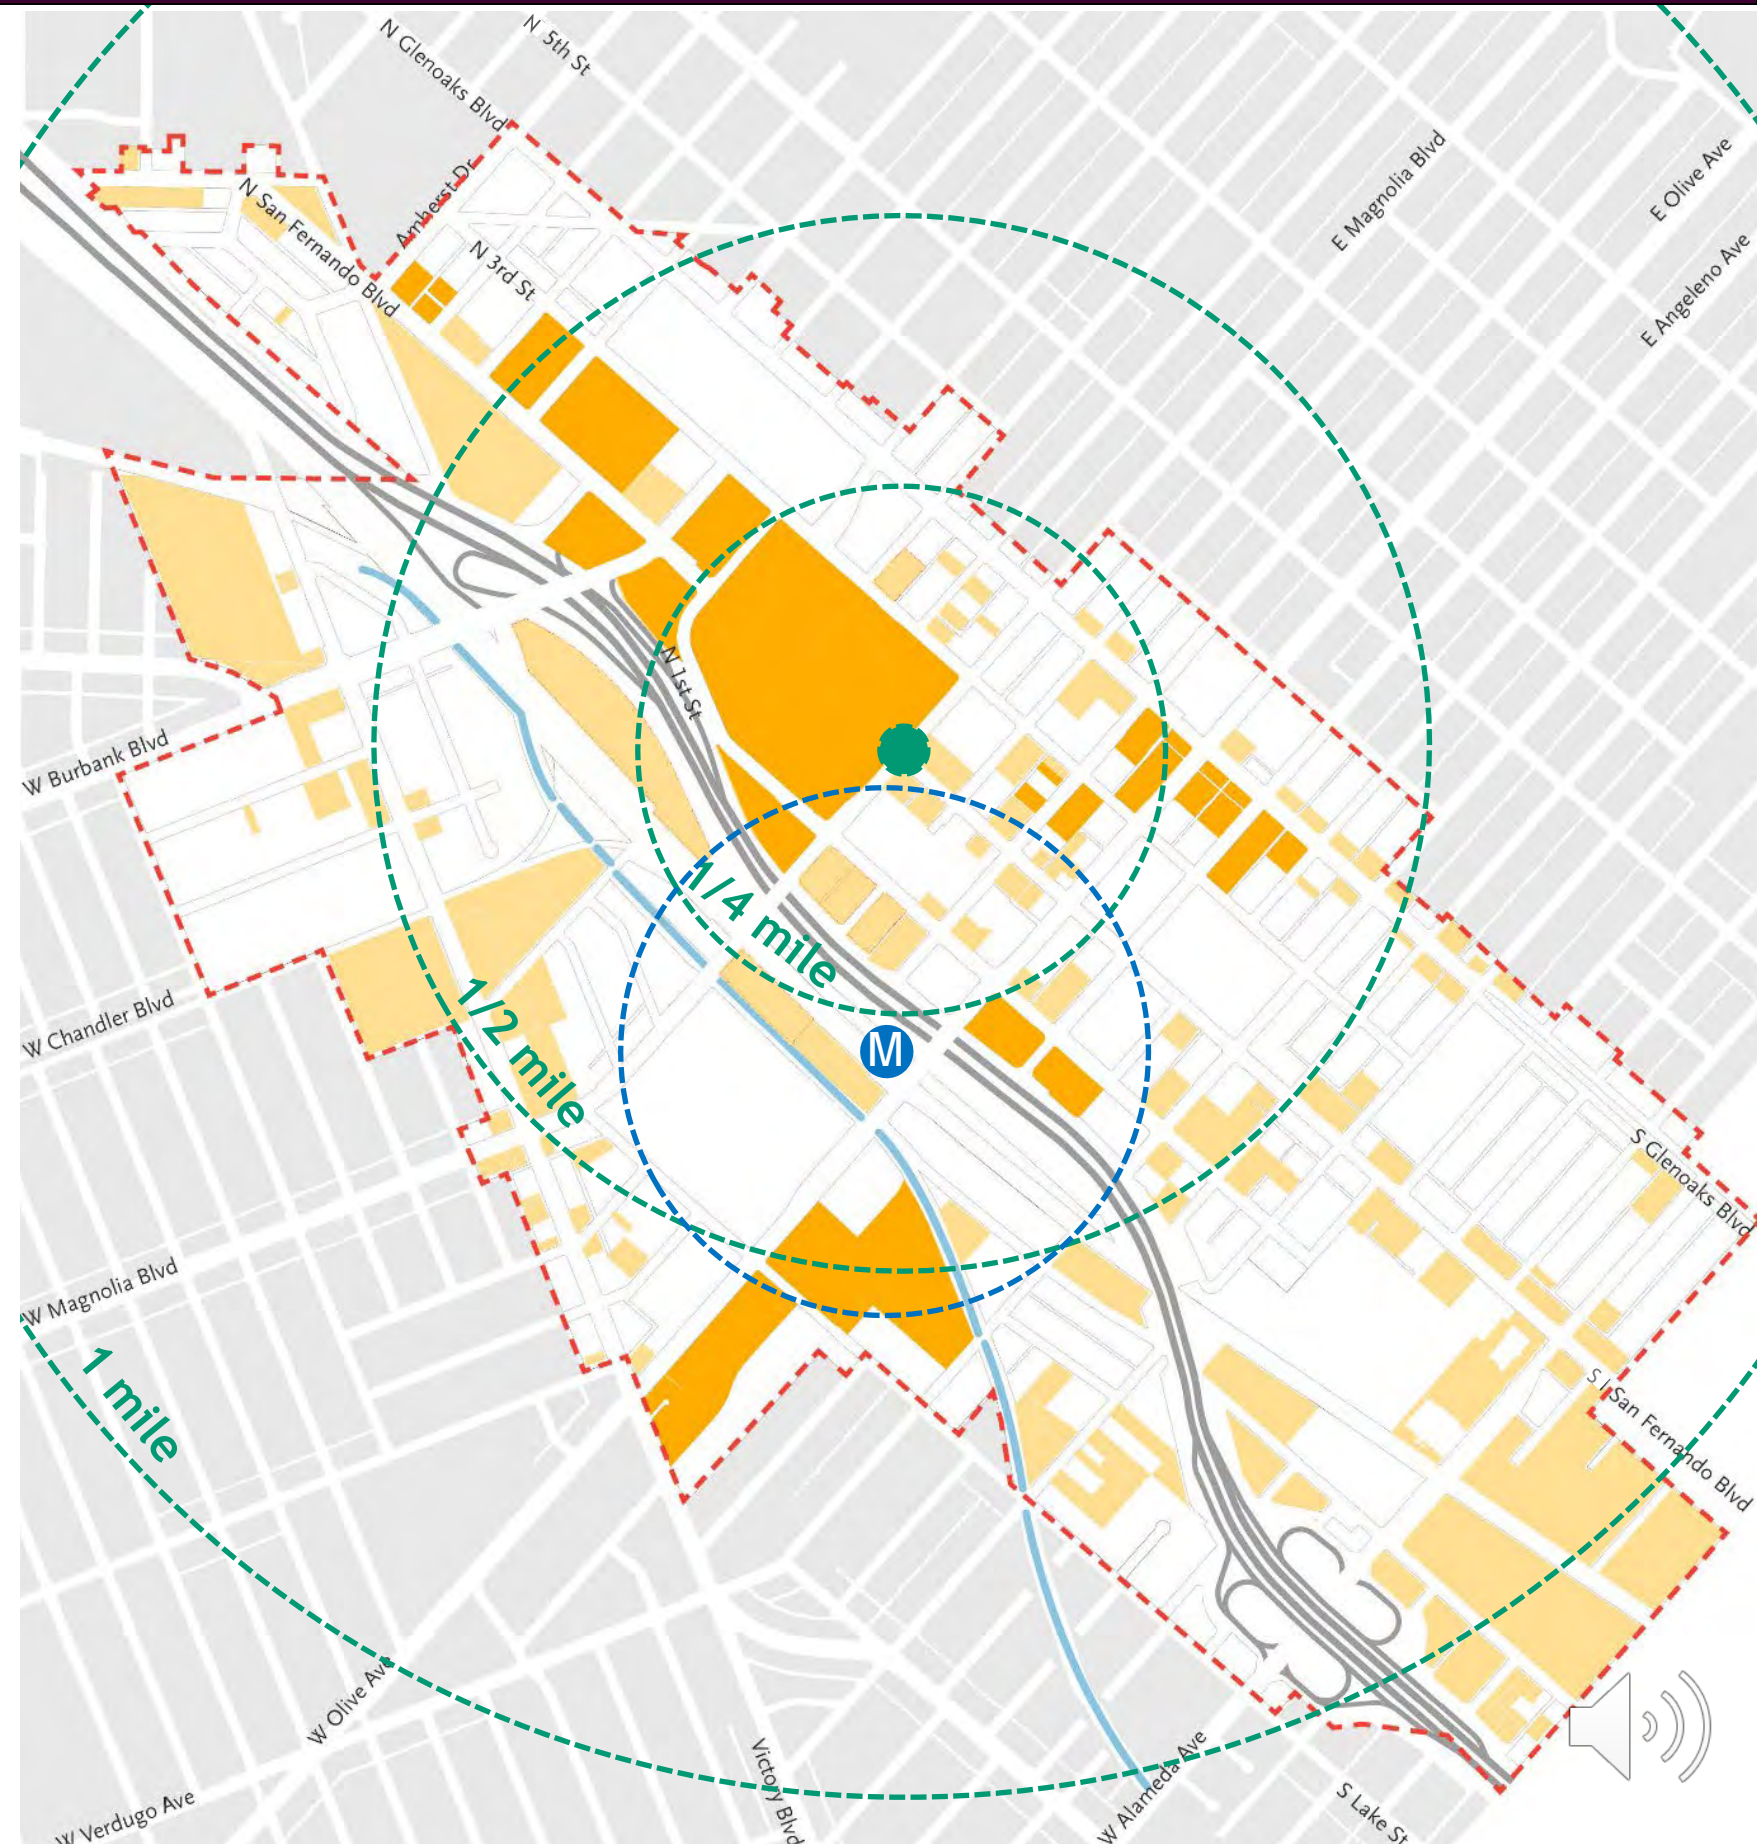 N 5th St
N Glenoaks Blvd
E Magnolia Blvd
E Olive Ave
Amherst Dr
N San Fernando Blvd
N 3rd St
E Angeleno Ave
N 1st St
W Burbank Blvd
1/4 mile
1/2 mile
W Chandler Blvd
M
S Glenoaks Blvd
W Magnolia Blvd
1 mile
S San Fernando Blvd
W Olive Ave
Victory Blvd
W Alameda Ave
S Lake St
W Verdugo Ave